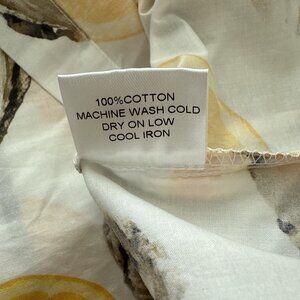 100%COTTON
MACHINE WASH COLD
DRY ON LOW
COOL IRON